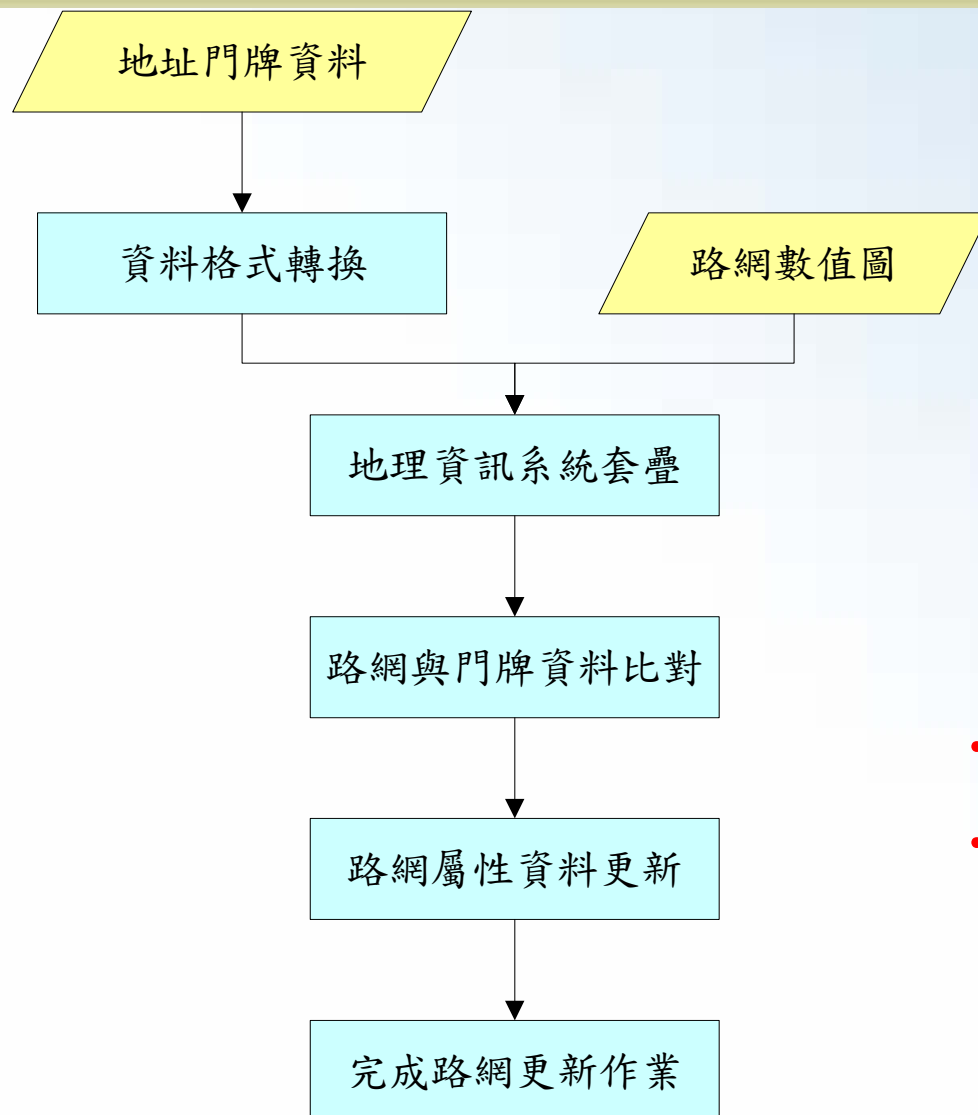 地址門牌資料
資料格式轉換
路網數值圖
地理資訊系統套疊
路網與門牌資料比對
路網屬性資料更新
完成路網更新作業